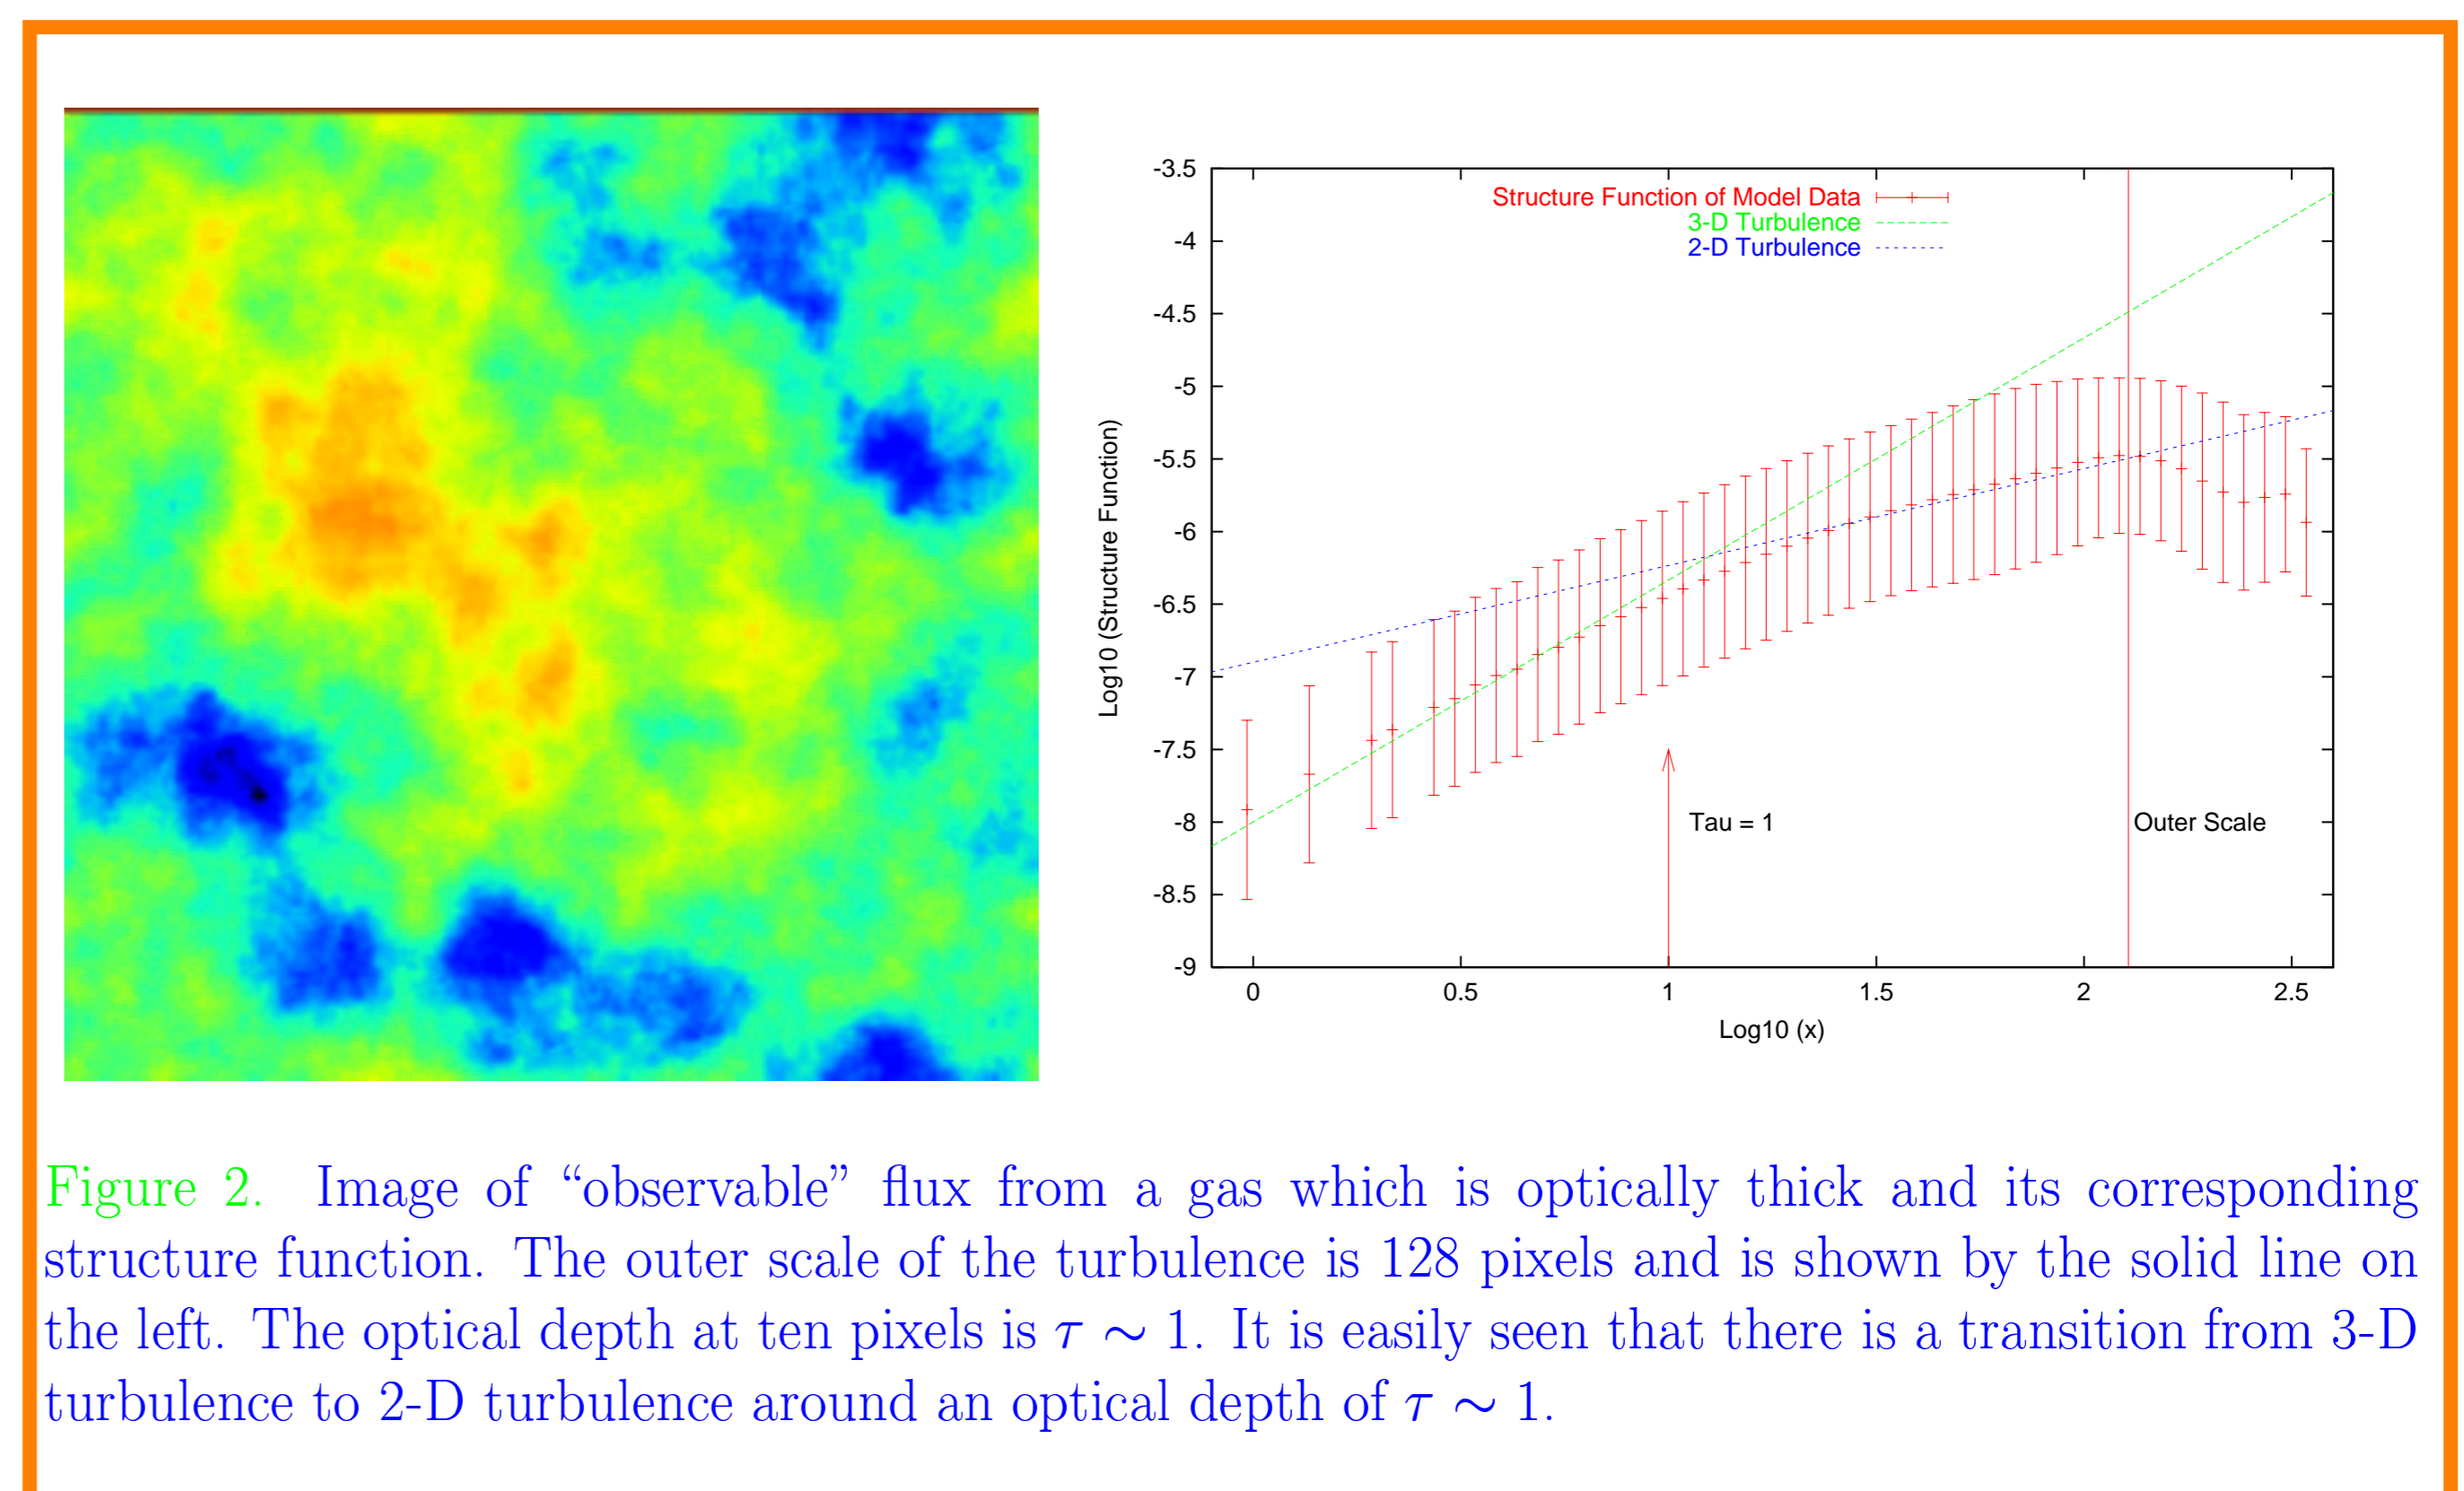 -3.5
-4
-4.5
-5
-5.5
-6
-6.5
-7
-7.5
-8
-8.5
-9
Log10 (Structure Function)
Structure Function of Model Data
3-D Turbulence
2-D Turbulence
Tau = 1
Outer Scale
0 0.5 1 1.5 2 2.5
Log10 (x)
Figure 2. Image of “observable” flux from a gas which is optically thick and its corresponding
structure function. The outer scale of the turbulence is 128 pixels and is shown by the solid line on
the left. The optical depth at ten pixels is τ ∼ 1. It is easily seen that there is a transition from 3-D
turbulence to 2-D turbulence around an optical depth of τ ∼ 1.